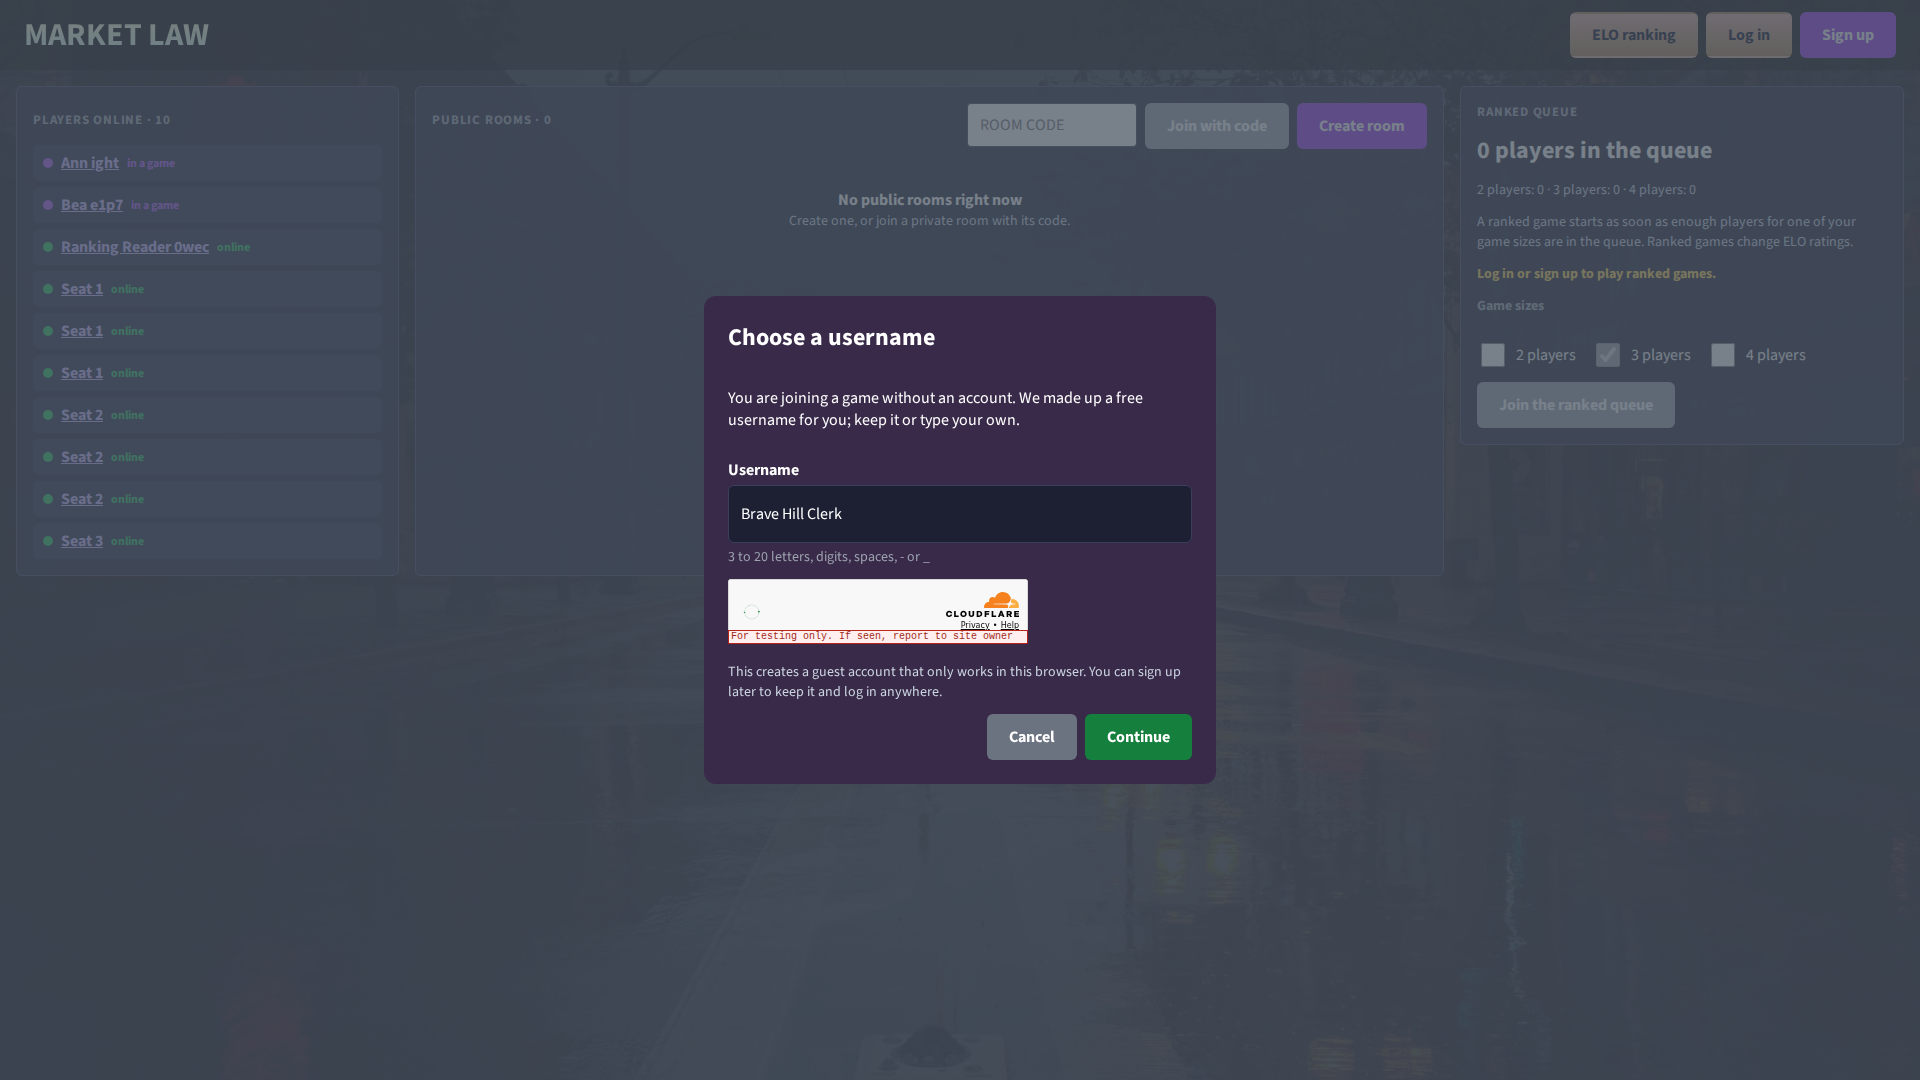 MARKET LAW
ELO ranking
Log in
Sign up
PLAYERS ONLINE · 10
Ann ight in a game
Bea e1p7 in a game
Ranking Reader 0wec online
Seat 1 online
Seat 1 online
Seat 1 online
Seat 2 online
Seat 2 online
Seat 2 online
Seat 3 online
PUBLIC ROOMS · 0
ROOM CODE
Join with code
Create room
No public rooms right now
Create one, or join a private room with its code.
RANKED QUEUE
0 players in the queue
2 players: 0 · 3 players: 0 · 4 players: 0
A ranked game starts as soon as enough players for one of your
game sizes are in the queue. Ranked games change ELO ratings.
Log in or sign up to play ranked games.
Game sizes
2 players
3 players
4 players
Join the ranked queue
Choose a username
You are joining a game without an account. We made up a free
username for you; keep it or type your own.
Username
Brave Hill Clerk
3 to 20 letters, digits, spaces, - or _
CLOUDFLARE
Privacy • Help
For testing only. If seen, report to site owner
This creates a guest account that only works in this browser. You can sign up
later to keep it and log in anywhere.
Cancel
Continue